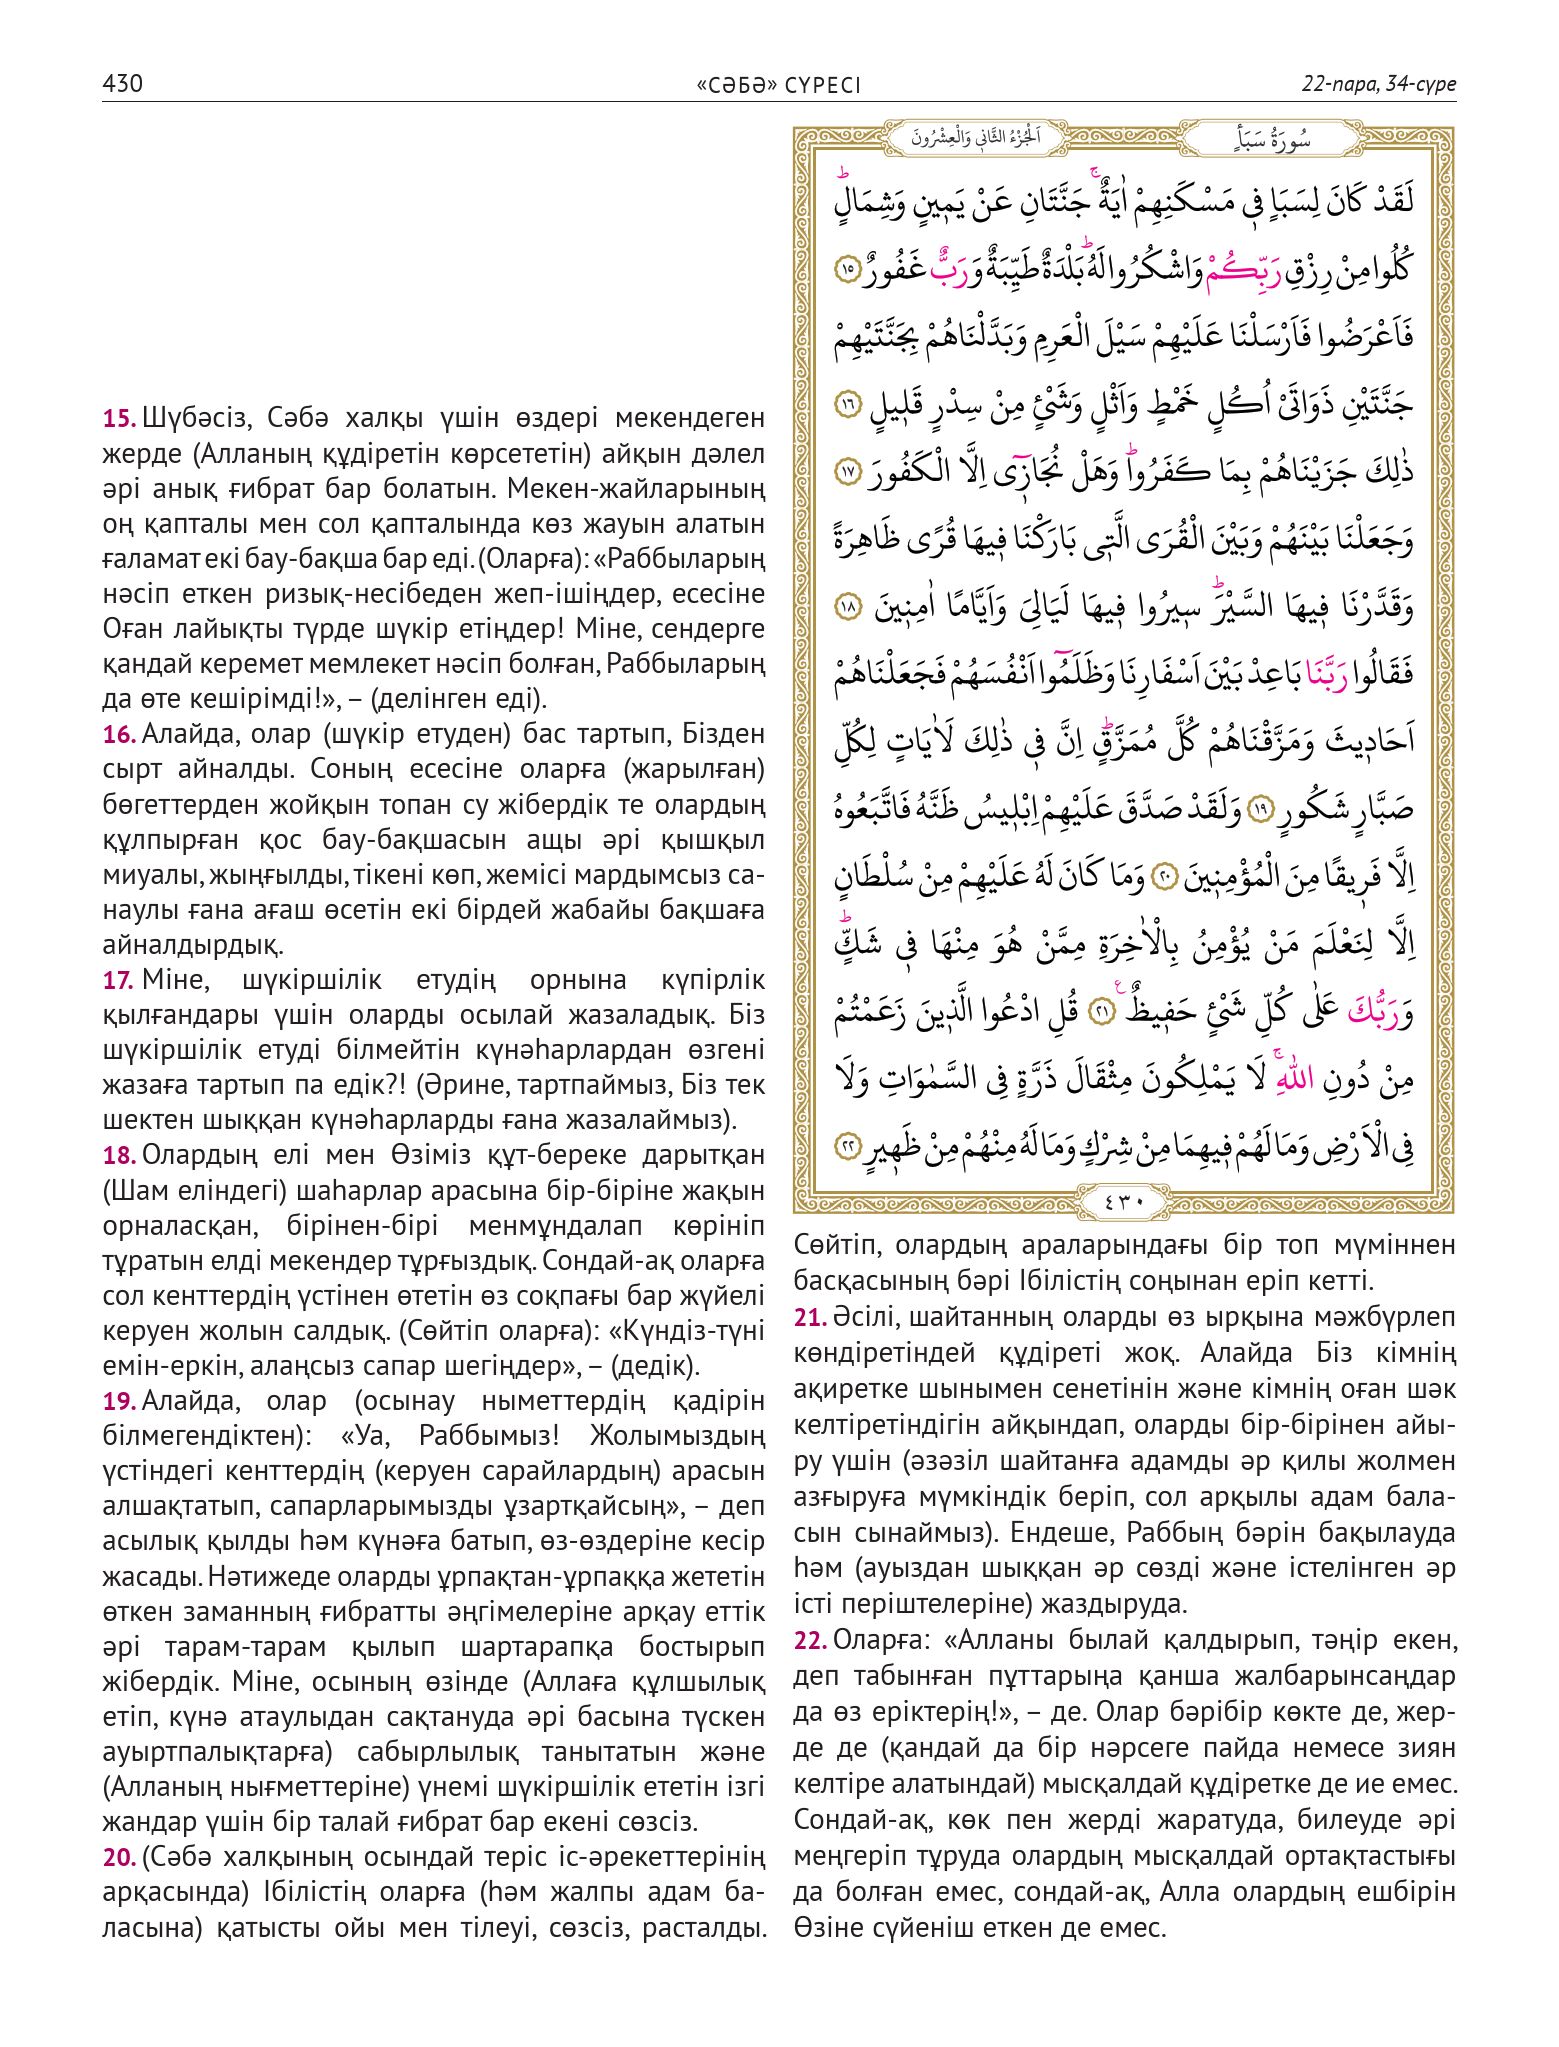 430
«СӘБӘ» СҮРЕСІ
22-пара, 34-сүре
15. Шүбәсіз, Сәбә халқы үшін өздері мекендеген
жерде (Алланың құдіретін көрсететін) айқын дәлел
әрі анық ғибрат бар болатын. Мекен-жайларының
оң қапталы мен сол қапталында көз жауын алатын
ғаламат екі бау-бақша бар еді. (Оларға): «Раббыларың
нәсіп еткен ризық-несібеден жеп-ішіңдер, есесіне
Оған лайықты түрде шүкір етіңдер! Міне, сендерге
қандай керемет мемлекет нәсіп болған, Раббыларың
да өте кешірімді!», – (делінген еді).
16. Алайда, олар (шүкір етуден) бас тартып, Бізден
сырт айналды. Соның есесіне оларға (жарылған)
бөгеттерден жойқын топан су жібердік те олардың
құлпырған қос бау-бақшасын ащы әрі қышқыл
миуалы, жыңғылды, тікені көп, жемісі мардымсыз са-
наулы ғана ағаш өсетін екі бірдей жабайы бақшаға
айналдырдық.
17. Міне, шүкіршілік етудің орнына күпірлік
қылғандары үшін оларды осылай жазаладық. Біз
шүкіршілік етуді білмейтін күнәһарлардан өзгені
жазаға тартып па едік?! (Әрине, тартпаймыз, Біз тек
шектен шыққан күнәһарларды ғана жазалаймыз).
18. Олардың елі мен Өзіміз құт-береке дарытқан
(Шам еліндегі) шаһарлар арасына бір-біріне жақын
орналасқан, бірінен-бірі менмұндалап көрініп
тұратын елді мекендер тұрғыздық. Сондай-ақ оларға
сол кенттердің үстінен өтетін өз соқпағы бар жүйелі
керуен жолын салдық. (Сөйтіп оларға): «Күндіз-түні
емін-еркін, алаңсыз сапар шегіңдер», – (дедік).
19. Алайда, олар (осынау ныметтердің қадірін
білмегендіктен): «Уа, Раббымыз! Жолымыздың
үстіндегі кенттердің (керуен сарайлардың) арасын
алшақтатып, сапарларымызды ұзартқайсың», – деп
асылық қылды һәм күнәға батып, өз-өздеріне кесір
жасады. Нәтижеде оларды ұрпақтан-ұрпаққа жететін
өткен заманның ғибратты әңгімелеріне арқау еттік
әрі тарам-тарам қылып шартарапқа бостырып
жібердік. Міне, осының өзінде (Аллаға құлшылық
етіп, күнә атаулыдан сақтануда әрі басына түскен
ауыртпалықтарға) сабырлылық танытатын және
(Алланың нығметтеріне) үнемі шүкіршілік ететін ізгі
жандар үшін бір талай ғибрат бар екені сөзсіз.
20. (Сәбә халқының осындай теріс іс-әрекеттерінің
арқасында) Ібілістің оларға (һәм жалпы адам ба-
ласына) қатысты ойы мен тілеуі, сөзсіз, расталды.
اَلْجُزْءُ الثَّانٖي وَالْعِشْرُونَ
سُورَةُ سَبَأٍ
لَقَدْ كَانَ لِسَبَاٍ فٖي مَسْكَنِهِمْ اٰيَةٌۚ جَنَّتَانِ عَنْ يَمٖينٍ وَشِمَالٍؕ
كُلُوا مِنْ رِزْقِ رَبِّكُمْ وَاشْكُرُوا لَهُؕ بَلْدَةٌ طَيِّبَةٌ وَرَبٌّ غَفُورٌ ١٥
فَاَعْرَضُوا فَاَرْسَلْنَا عَلَيْهِمْ سَيْلَ الْعَرِمِ وَبَدَّلْنَاهُمْ بِجَنَّتَيْهِمْ
جَنَّتَيْنِ ذَوَاتَىْ اُكُلٍ خَمْطٍ وَاَثْلٍ وَشَيْئٍ مِنْ سِدْرٍ قَلٖيلٍ ١٦
ذٰلِكَ جَزَيْنَاهُمْ بِمَا كَفَرُواؕ وَهَلْ نُجَازٖٓى اِلَّا الْكَفُورَ ١٧
وَجَعَلْنَا بَيْنَهُمْ وَبَيْنَ الْقُرَى الَّتٖى بَارَكْنَا فٖيهَا قُرًى ظَاهِرَةً
وَقَدَّرْنَا فٖيهَا السَّيْرَؕ سٖيرُوا فٖيهَا لَيَالِيَ وَاَيَّامًا اٰمِنٖينَ ١٨
فَقَالُوا رَبَّنَا بَاعِدْ بَيْنَ اَسْفَارِنَا وَظَلَمُٓوا اَنْفُسَهُمْ فَجَعَلْنَاهُمْ
اَحَادٖيثَ وَمَزَّقْنَاهُمْ كُلَّ مُمَزَّقٍؕ اِنَّ فٖي ذٰلِكَ لَاٰيَاتٍ لِكُلِّ
صَبَّارٍ شَكُورٍ ١٩ وَلَقَدْ صَدَّقَ عَلَيْهِمْ اِبْلٖيسُ ظَنَّهُ فَاتَّبَعُوهُ
اِلَّا فَرٖيقًا مِنَ الْمُؤْمِنٖينَ ٢٠ وَمَا كَانَ لَهُ عَلَيْهِمْ مِنْ سُلْطَانٍ
اِلَّا لِنَعْلَمَ مَنْ يُؤْمِنُ بِالْاٰخِرَةِ مِمَّنْ هُوَ مِنْهَا فٖي شَكٍّؕ
وَرَبُّكَ عَلٰى كُلِّ شَيْئٍ حَفٖيظٌ ع ٢١ قُلِ ادْعُوا الَّذٖينَ زَعَمْتُمْ
مِنْ دُونِ اللّٰهِۚ لَا يَمْلِكُونَ مِثْقَالَ ذَرَّةٍ فِي السَّمٰوَاتِ وَلَا
فِي الْاَرْضِ وَمَا لَهُمْ فٖيهِمَا مِنْ شِرْكٍ وَمَا لَهُ مِنْهُمْ مِنْ ظَهٖيرٍ ٢٢
٤٣٠
Сөйтіп, олардың араларындағы бір топ мүміннен
басқасының бәрі Ібілістің соңынан еріп кетті.
21. Әсілі, шайтанның оларды өз ырқына мәжбүрлеп
көндіретіндей құдіреті жоқ. Алайда Біз кімнің
ақиретке шынымен сенетінін және кімнің оған шәк
келтіретіндігін айқындап, оларды бір-бірінен айы-
ру үшін (әзәзіл шайтанға адамды әр қилы жолмен
азғыруға мүмкіндік беріп, сол арқылы адам бала-
сын сынаймыз). Ендеше, Раббың бәрін бақылауда
һәм (ауыздан шыққан әр сөзді және істелінген әр
істі періштелеріне) жаздыруда.
22. Оларға: «Алланы былай қалдырып, тәңір екен,
деп табынған пұттарыңа қанша жалбарынсаңдар
да өз еріктерің!», – де. Олар бәрібір көкте де, жер-
де де (қандай да бір нәрсеге пайда немесе зиян
келтіре алатындай) мысқалдай құдіретке де ие емес.
Сондай-ақ, көк пен жерді жаратуда, билеуде әрі
меңгеріп тұруда олардың мысқалдай ортақтастығы
да болған емес, сондай-ақ, Алла олардың ешбірін
Өзіне сүйеніш еткен де емес.